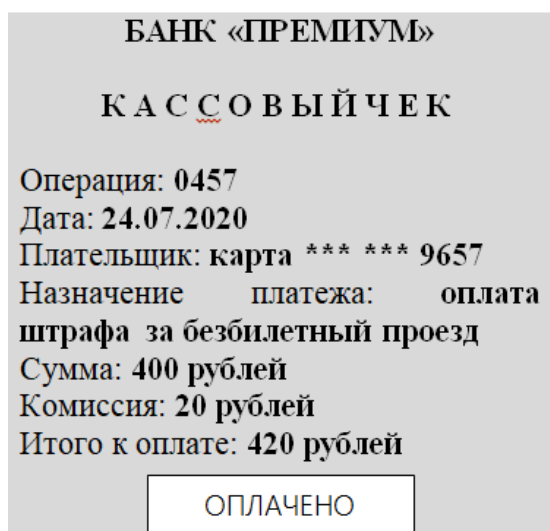 БАНК «ПРЕМИУМ»
К А С С О В Ы Й Ч Е К
Операция: 0457
Дата: 24.07.2020
Плательщик: карта *** *** 9657
Назначение платежа: оплата
штрафа за безбилетный проезд
Сумма: 400 рублей
Комиссия: 20 рублей
Итого к оплате: 420 рублей
ОПЛАЧЕНО